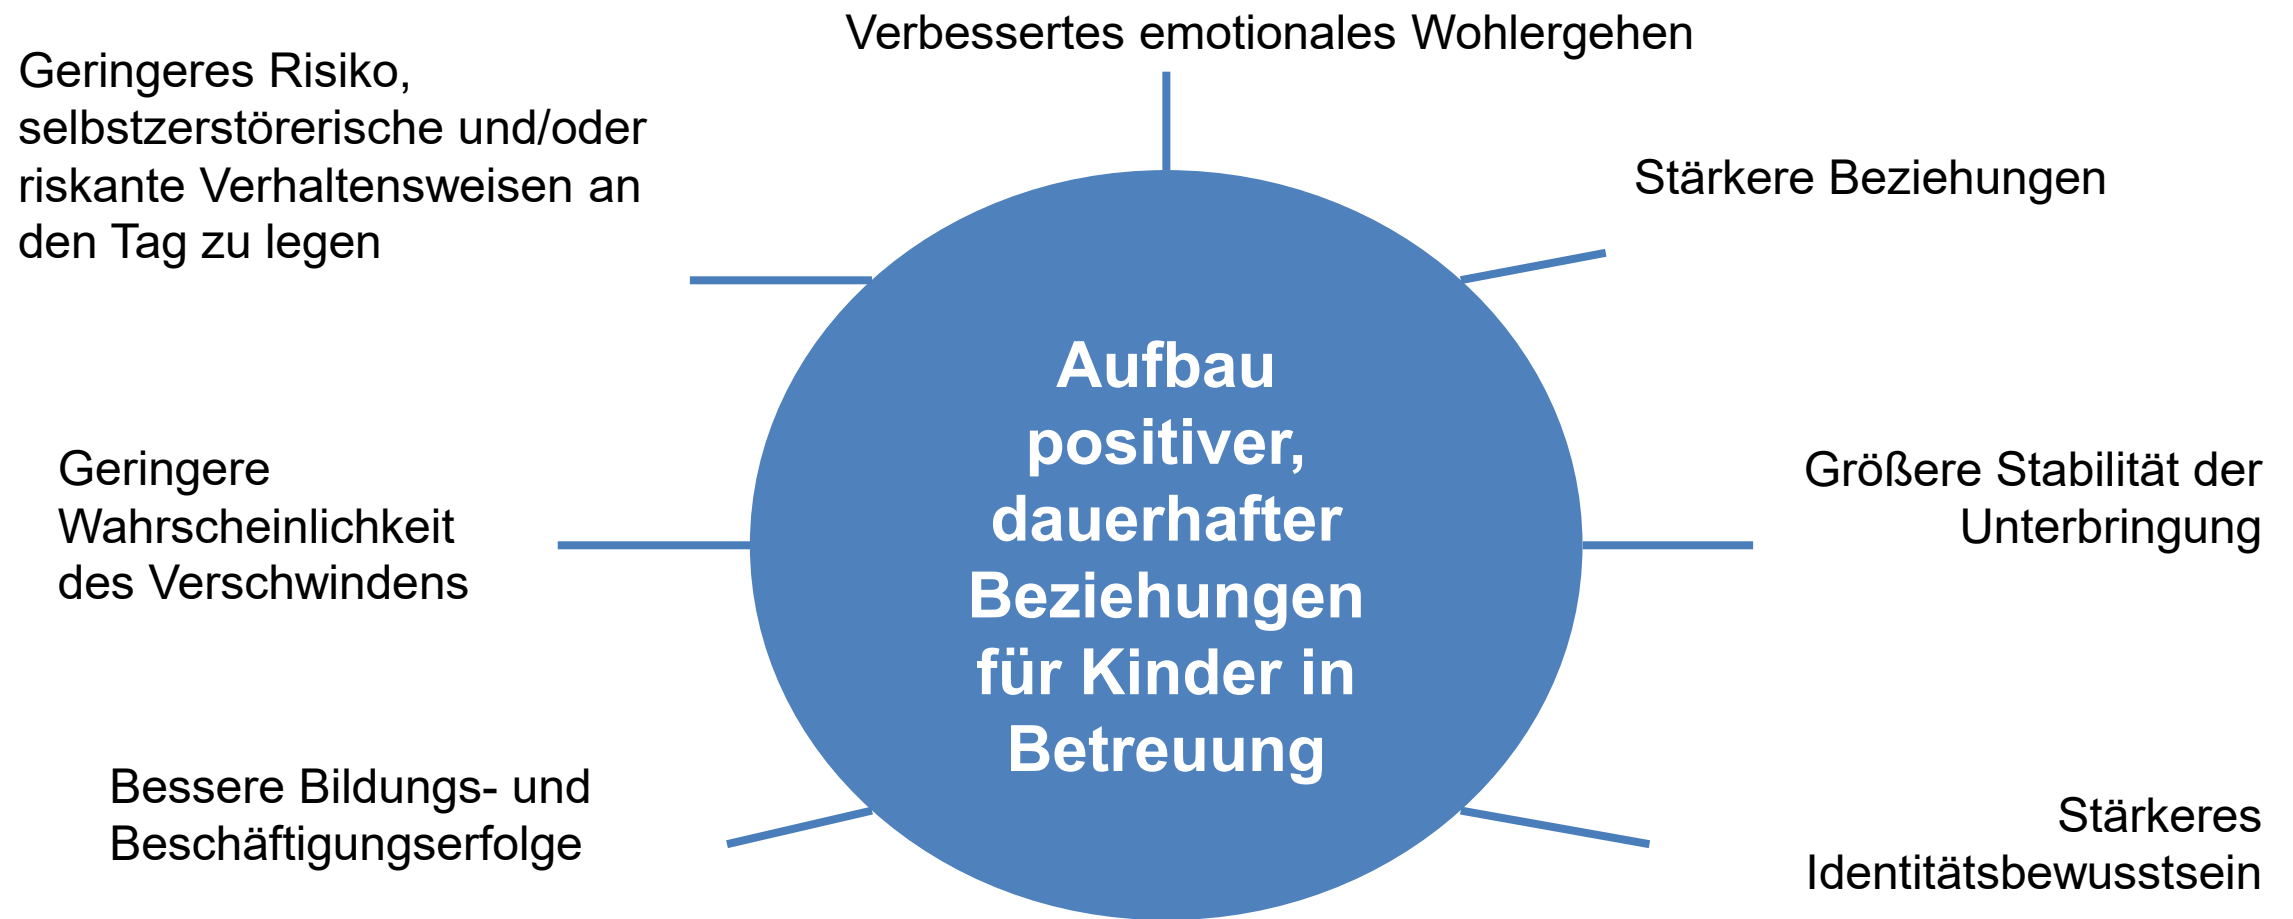 Verbessertes emotionales Wohlergehen
Geringeres Risiko,
selbstzerstörerische und/oder
riskante Verhaltensweisen an
den Tag zu legen
Stärkere Beziehungen
Aufbau
positiver,
dauerhafter
Beziehungen
für Kinder in
Betreuung
Geringere
Wahrscheinlichkeit
des Verschwindens
Größere Stabilität der
Unterbringung
Bessere Bildungs- und
Beschäftigungserfolge
Stärkeres
Identitätsbewusstsein